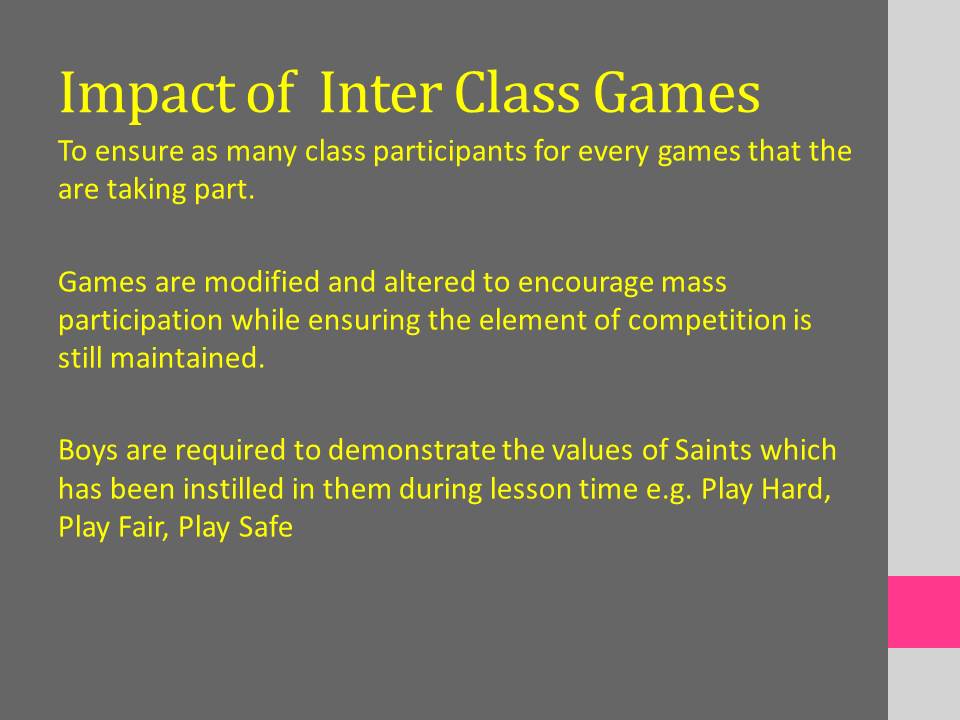 Impact of  Inter Class Games
To ensure as many class participants for every games that the
are taking part.
Games are modified and altered to encourage mass
participation while ensuring the element of competition is
still maintained.
Boys are required to demonstrate the values of Saints which
has been instilled in them during lesson time e.g. Play Hard,
Play Fair, Play Safe